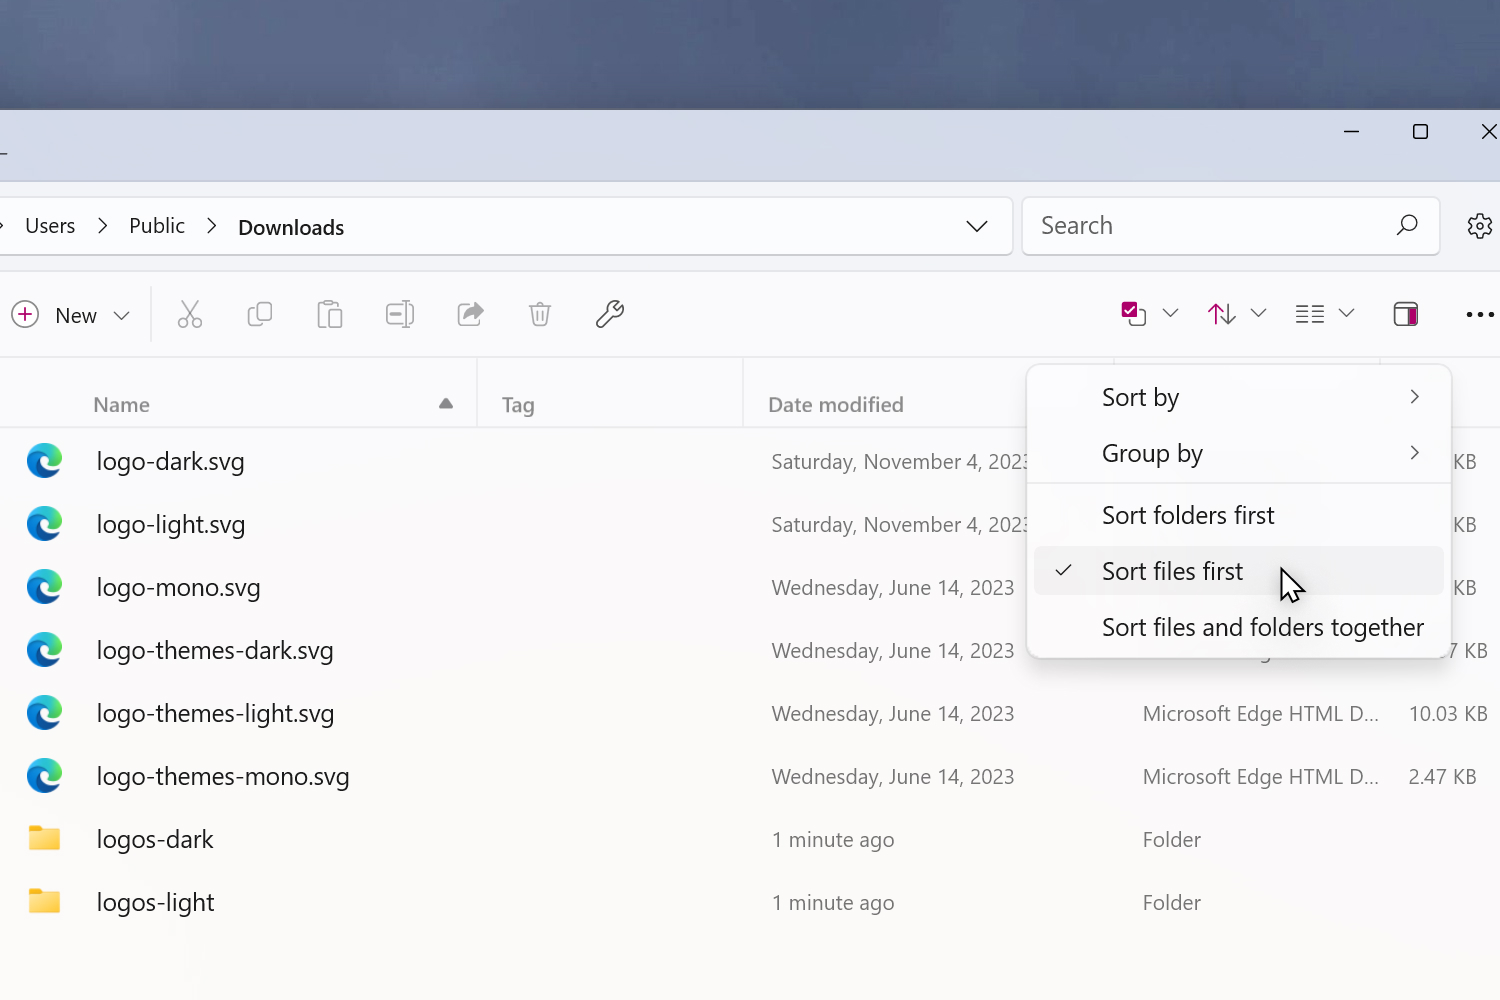 Users > Public > Downloads
Search
New
Name Tag Date modified
Sort by
Group by
Sort folders first
Sort files first
Sort files and folders together
logo-dark.svg Saturday, November 4, 2023 KB
logo-light.svg Saturday, November 4, 2023 KB
logo-mono.svg Wednesday, June 14, 2023 KB
logo-themes-dark.svg Wednesday, June 14, 2023 7 KB
logo-themes-light.svg Wednesday, June 14, 2023 Microsoft Edge HTML D... 10.03 KB
logo-themes-mono.svg Wednesday, June 14, 2023 Microsoft Edge HTML D... 2.47 KB
logos-dark 1 minute ago Folder
logos-light 1 minute ago Folder